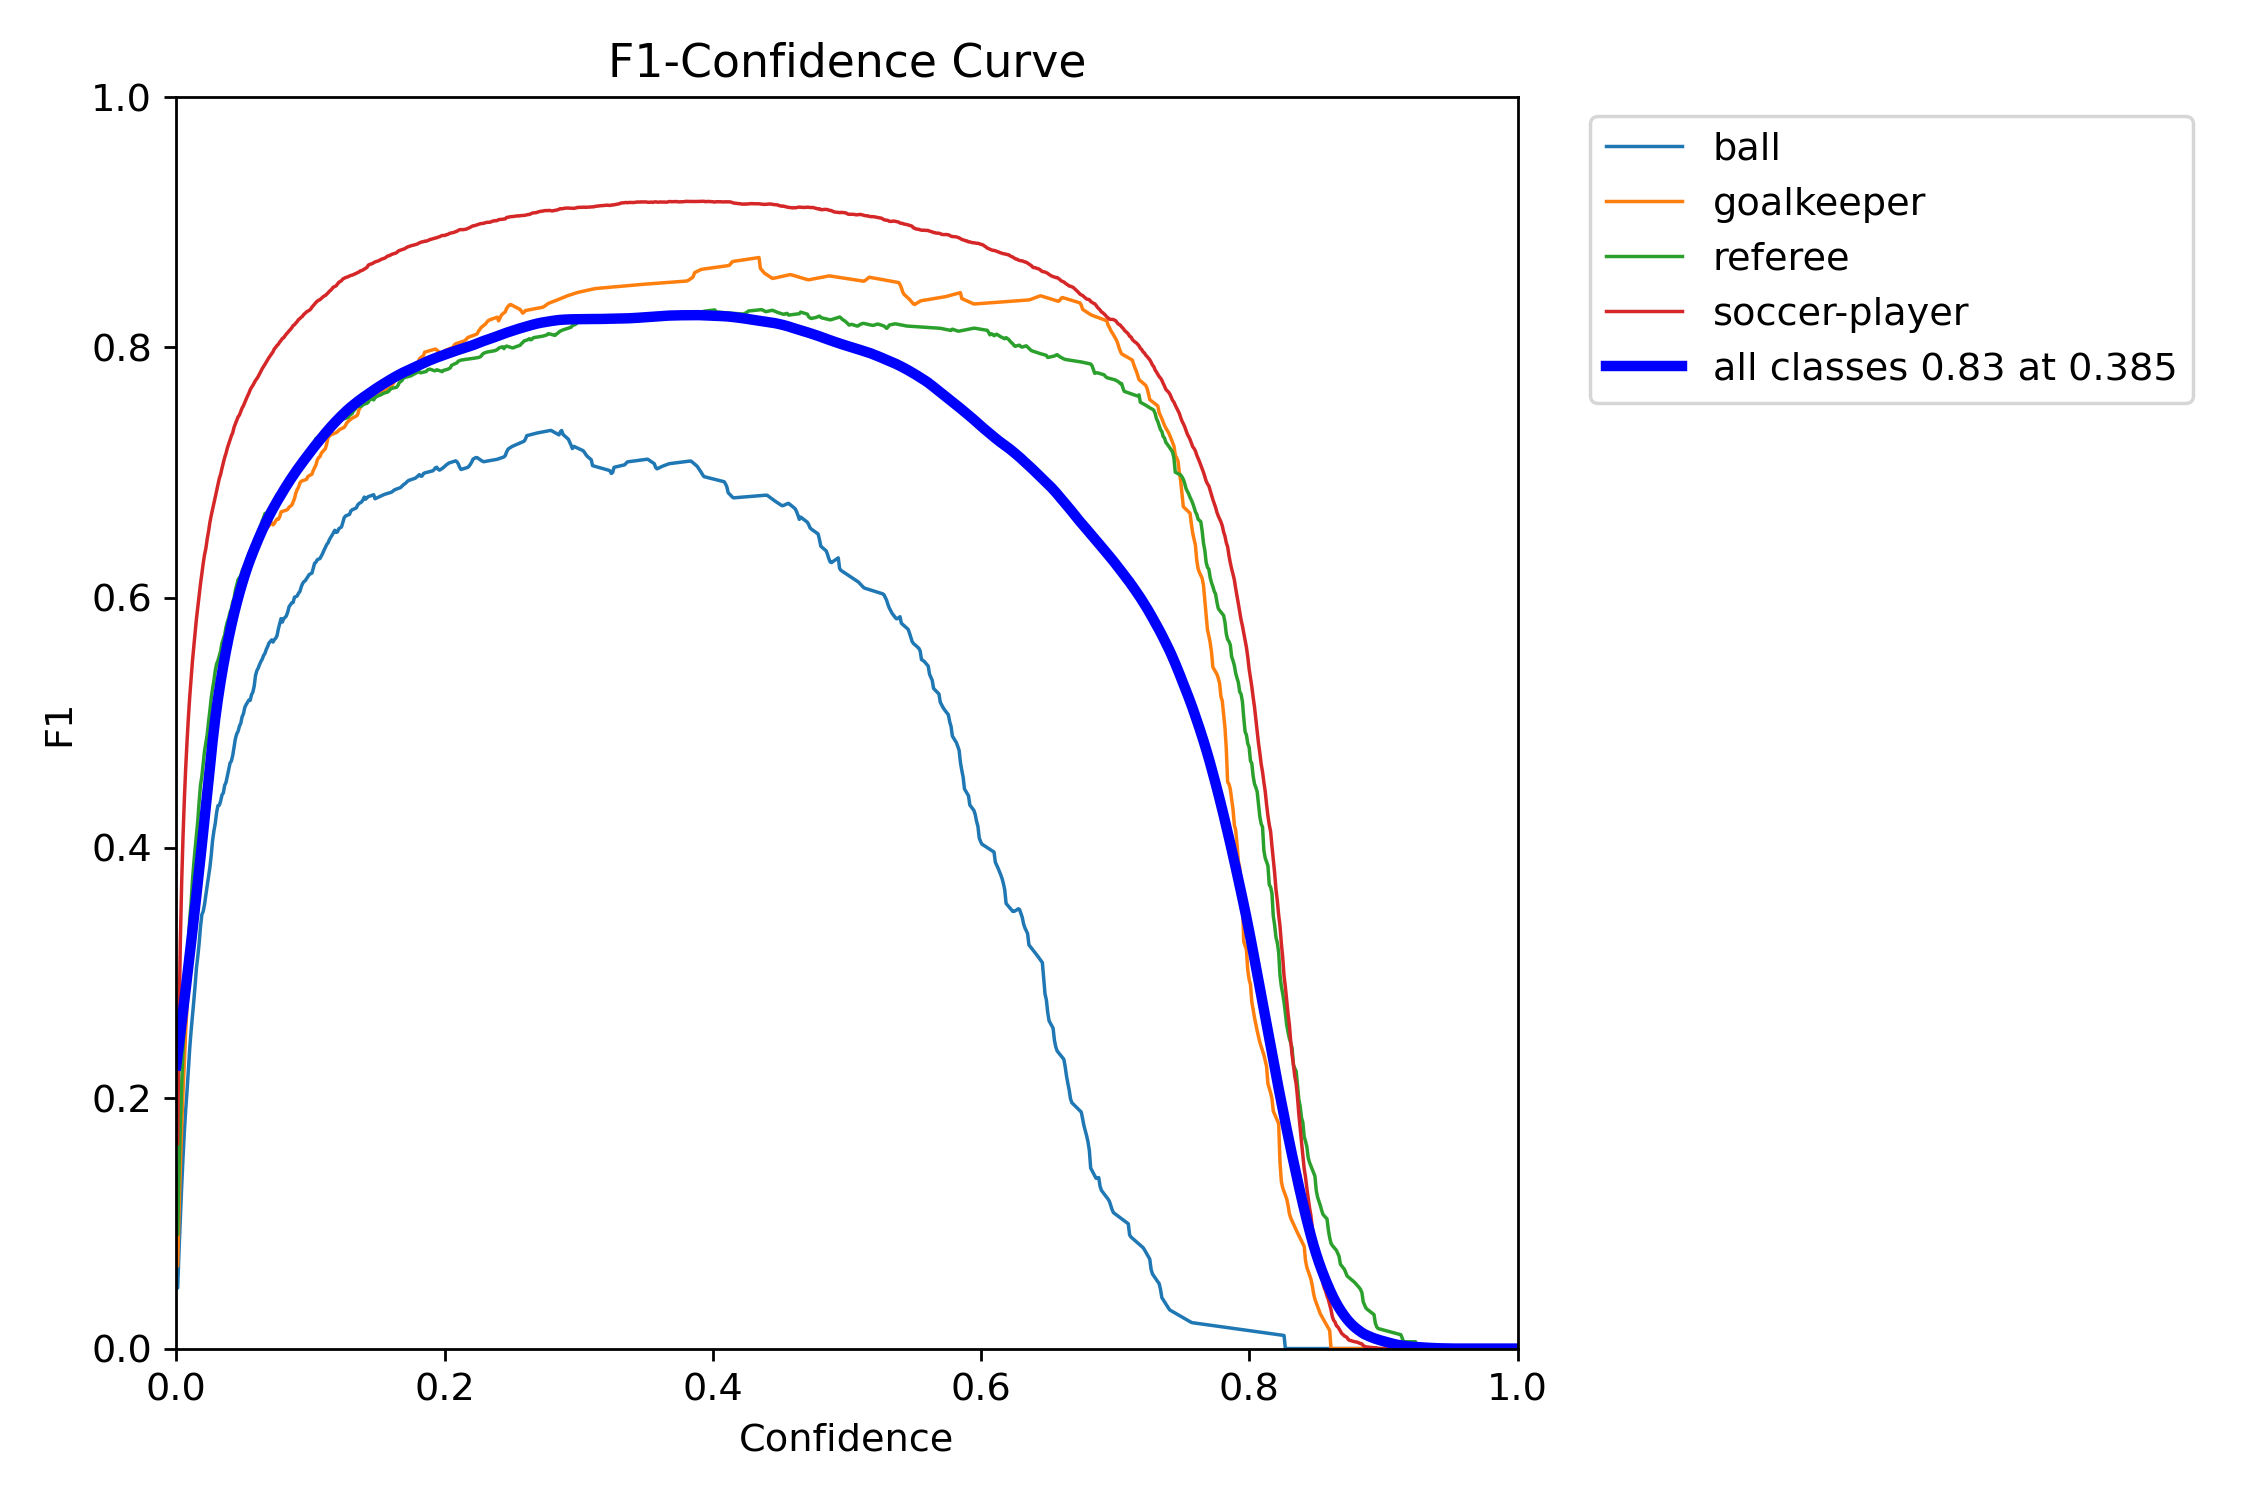 F1-Confidence Curve
1.0
0.8
0.6
0.4
0.2
0.0
F1
0.0 0.2 0.4 0.6 0.8 1.0
Confidence
ball
goalkeeper
referee
soccer-player
all classes 0.83 at 0.385